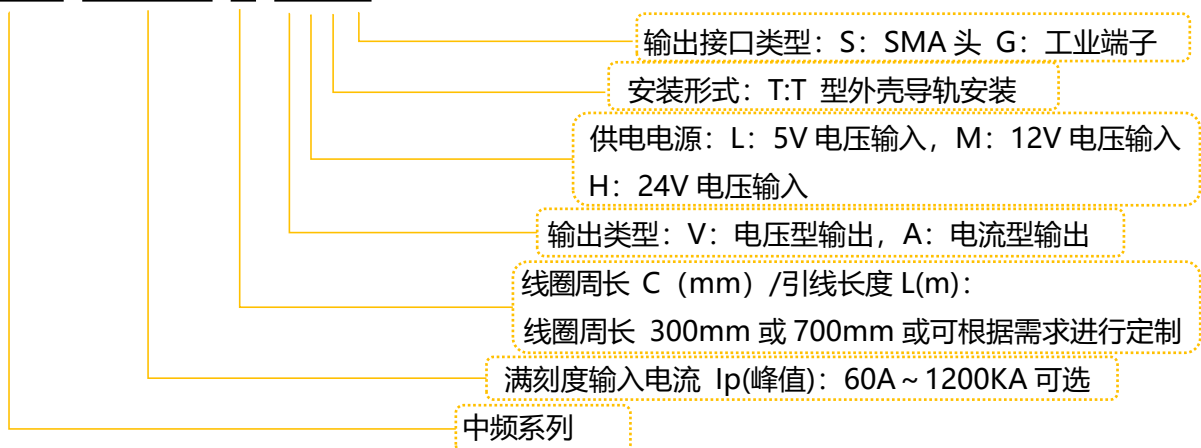 输出接口类型：S：SMA 头 G：工业端子
安装形式：T:T 型外壳导轨安装
供电电源：L：5V 电压输入，M：12V 电压输入
H：24V 电压输入
输出类型：V：电压型输出，A：电流型输出
线圈周长 C（mm）/引线长度 L(m)：
线圈周长 300mm 或 700mm 或可根据需求进行定制
满刻度输入电流 Ip(峰值)：60A～1200KA 可选
中频系列